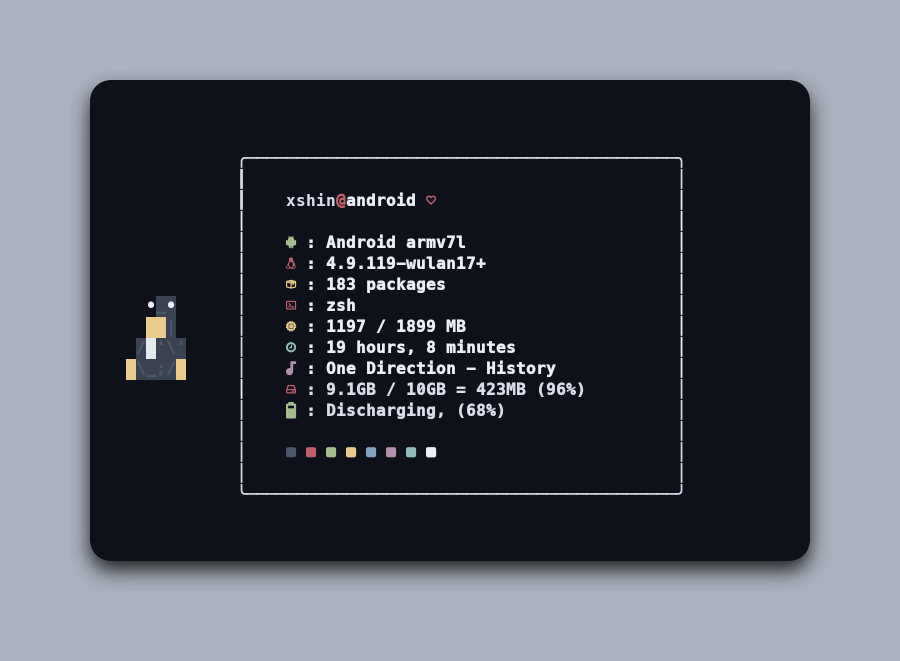 xshin@android ♡
: Android armv7l
: 4.9.119-wulan17+
: 183 packages
: zsh
: 1197 / 1899 MB
: 19 hours, 8 minutes
: One Direction - History
: 9.1GB / 10GB = 423MB (96%)
: Discharging, (68%)